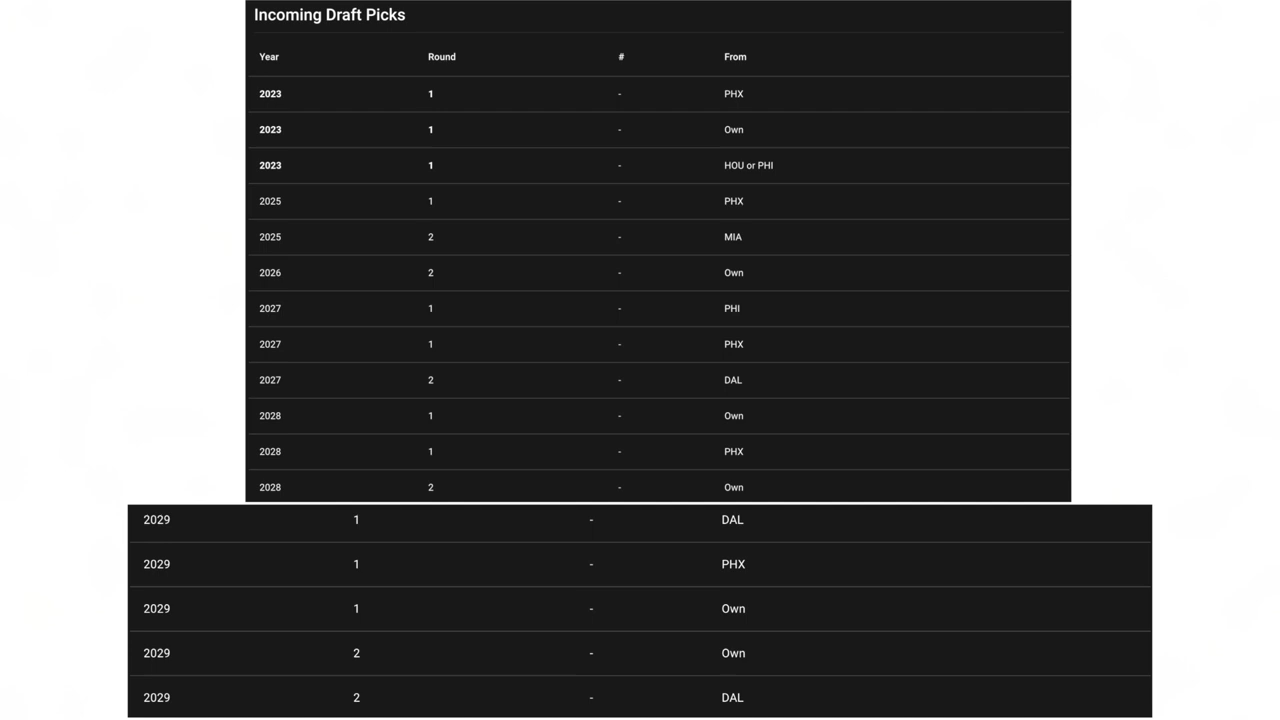 Incoming Draft Picks
Year Round # From
2023 1 - PHX
2023 1 - Own
2023 1 - HOU or PHI
2025 1 - PHX
2025 2 - MIA
2026 2 - Own
2027 1 - PHI
2027 1 - PHX
2027 2 - DAL
2028 1 - Own
2028 1 - PHX
2028 2 - Own
2029 1 - DAL
2029 1 - PHX
2029 1 - Own
2029 2 - Own
2029 2 - DAL